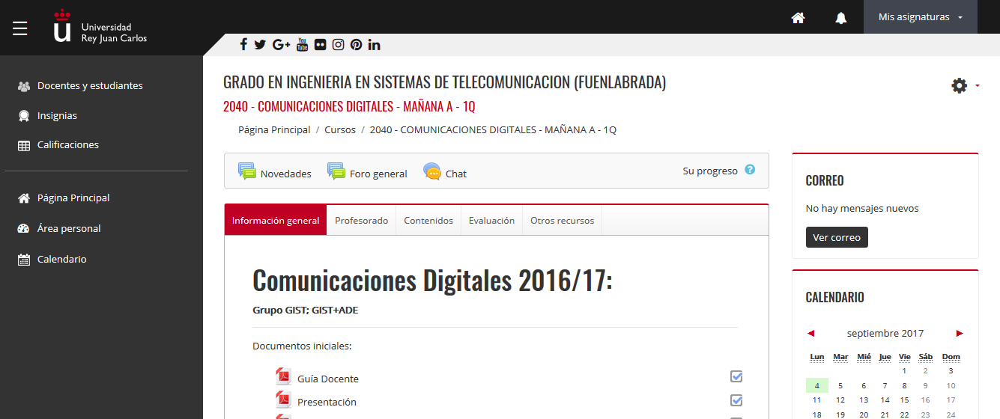 Universidad
Rey Juan Carlos
Mis asignaturas
Docentes y estudiantes
Insignias
Calificaciones
Página Principal
Área personal
Calendario
GRADO EN INGENIERIA EN SISTEMAS DE TELECOMUNICACION (FUENLABRADA)
2040 - COMUNICACIONES DIGITALES - MAÑANA A - 1Q
Página Principal / Cursos / 2040 - COMUNICACIONES DIGITALES - MAÑANA A - 1Q
Novedades Foro general Chat Su progreso
Información general Profesorado Contenidos Evaluación Otros recursos
Comunicaciones Digitales 2016/17:
Grupo GIST; GIST+ADE
Documentos iniciales:
Guía Docente
Presentación
CORREO
No hay mensajes nuevos
Ver correo
CALENDARIO
septiembre 2017
Lun Mar Mié Jue Vie Sáb Dom
1 2 3
4 5 6 7 8 9 10
11 12 13 14 15 16 17
18 19 20 21 22 23 24